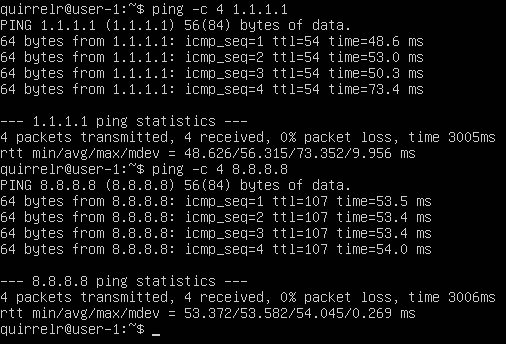 quirrelr@user-1:~$ ping -c 4 1.1.1.1
PING 1.1.1.1 (1.1.1.1) 56(84) bytes of data.
64 bytes from 1.1.1.1: icmp_seq=1 ttl=54 time=48.6 ms
64 bytes from 1.1.1.1: icmp_seq=2 ttl=54 time=53.0 ms
64 bytes from 1.1.1.1: icmp_seq=3 ttl=54 time=50.3 ms
64 bytes from 1.1.1.1: icmp_seq=4 ttl=54 time=73.4 ms
--- 1.1.1.1 ping statistics ---
4 packets transmitted, 4 received, 0% packet loss, time 3005ms
rtt min/avg/max/mdev = 48.626/56.315/73.352/9.956 ms
quirrelr@user-1:~$ ping -c 4 8.8.8.8
PING 8.8.8.8 (8.8.8.8) 56(84) bytes of data.
64 bytes from 8.8.8.8: icmp_seq=1 ttl=107 time=53.5 ms
64 bytes from 8.8.8.8: icmp_seq=2 ttl=107 time=53.4 ms
64 bytes from 8.8.8.8: icmp_seq=3 ttl=107 time=53.4 ms
64 bytes from 8.8.8.8: icmp_seq=4 ttl=107 time=54.0 ms
--- 8.8.8.8 ping statistics ---
4 packets transmitted, 4 received, 0% packet loss, time 3006ms
rtt min/avg/max/mdev = 53.372/53.582/54.045/0.269 ms
quirrelr@user-1:~$ _